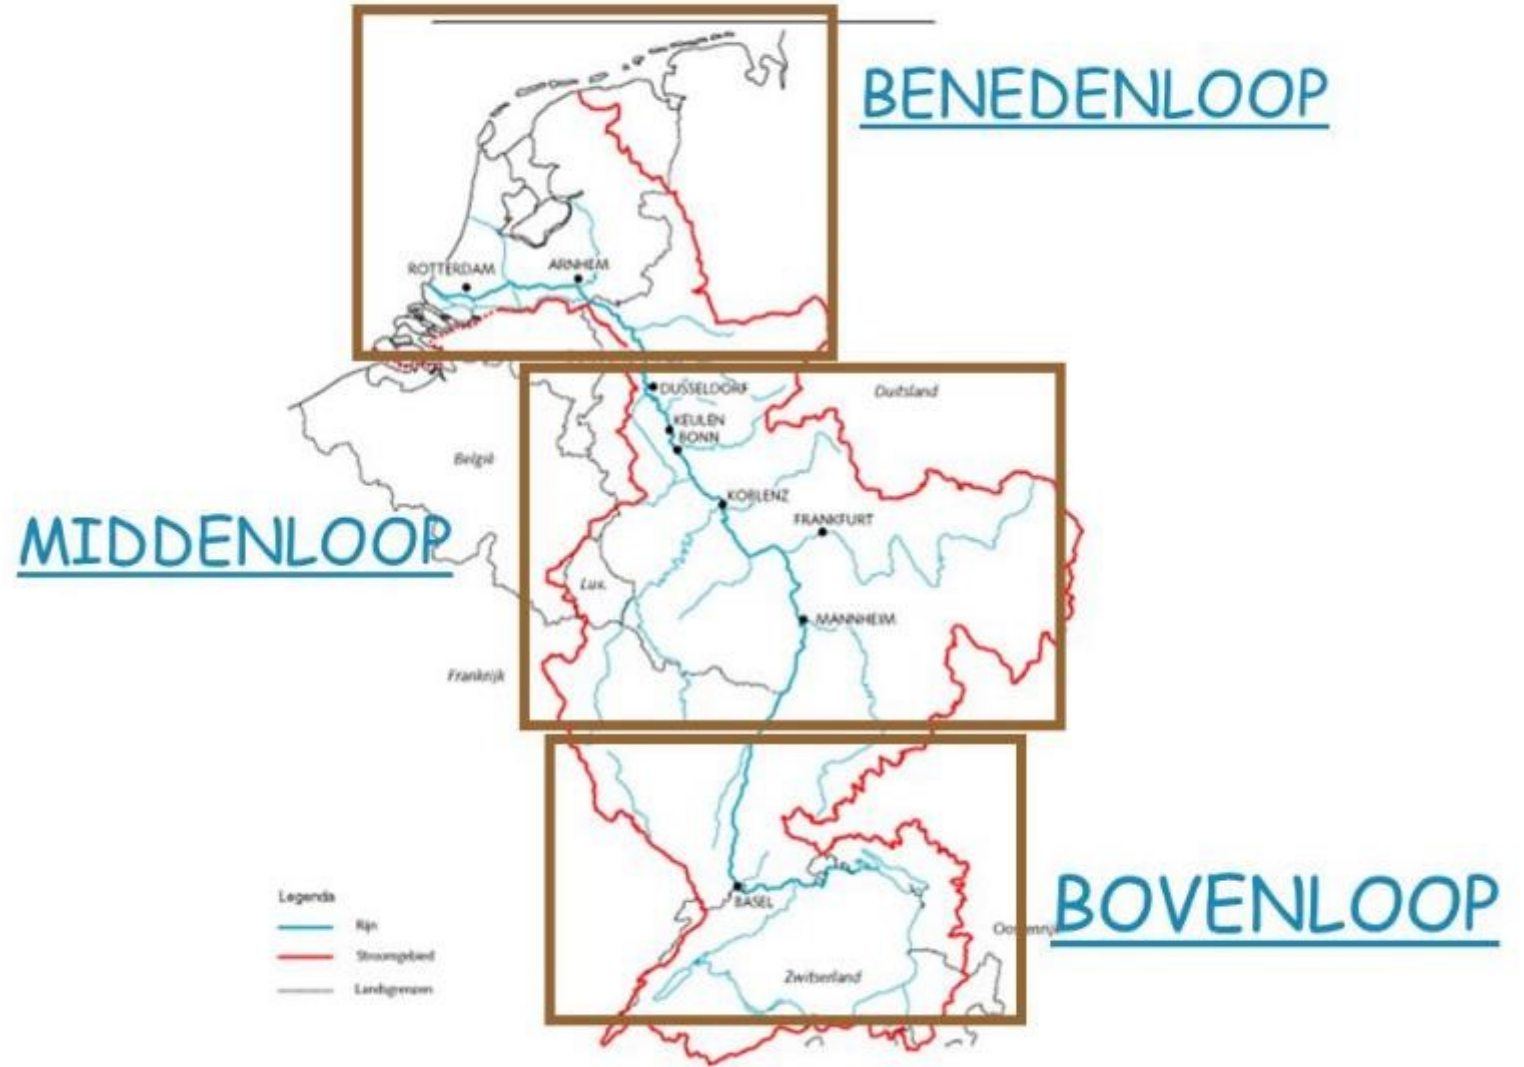 BENEDENLOOP
ROTTERDAM
ARNHEM
DUSSELDORF
Duitsland
KEULEN
BONN
België
KOBLENZ
FRANKFURT
MIDDENLOOP
Lux.
MANNHEIM
Frankrijk
BASEL
BOVENLOOP
Zwitserland
Legenda
Rijn
Stroomgebied
Landsgrenzen